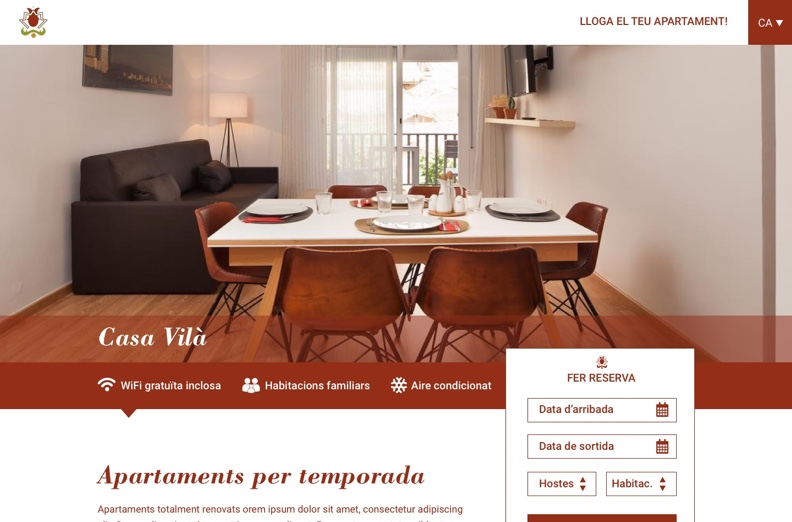 LLOGA EL TEU APARTAMENT!
CA
Casa Vilà
WiFi gratuïta inclosa
Habitacions familiars
Aire condicionat
FER RESERVA
Data d'arribada
Data de sortida
Hostes
Habitac.
Apartaments per temporada
Apartaments totalment renovats orem ipsum dolor sit amet, consectetur adipiscing